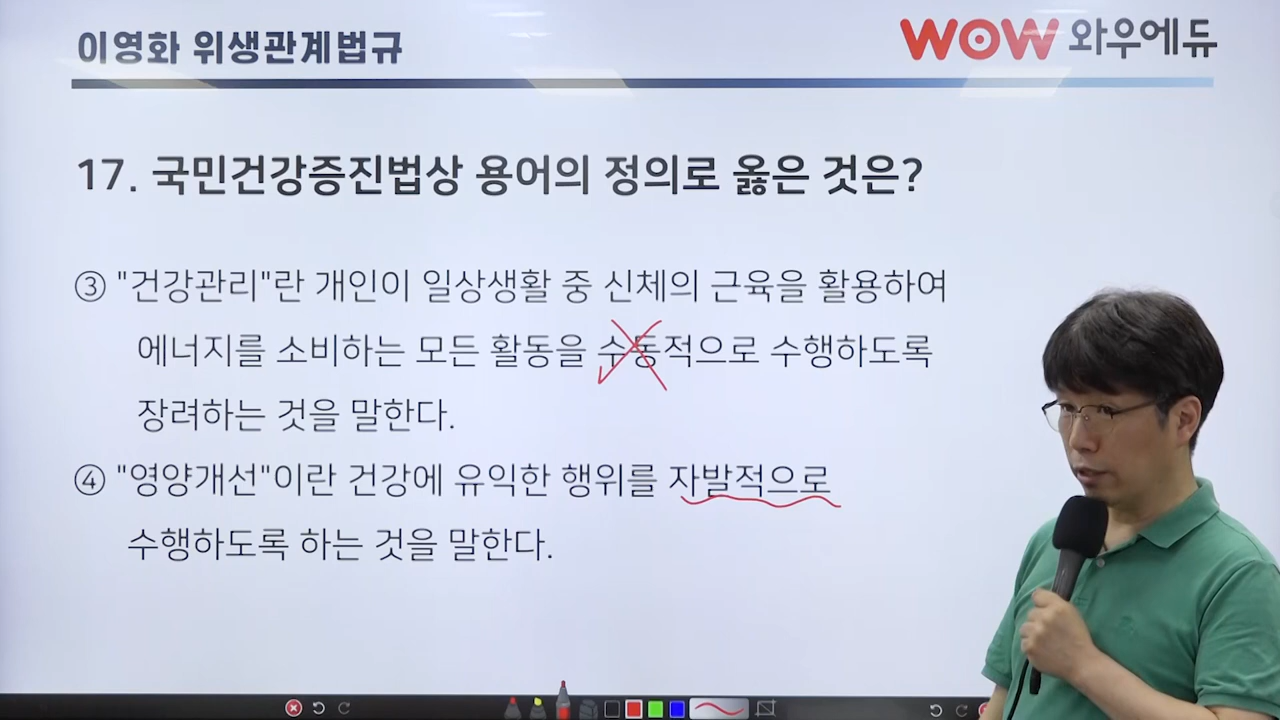 이영화 위생관계법규
WOW 와우에듀
17. 국민건강증진법상 용어의 정의로 옳은 것은?
③ "건강관리"란 개인이 일상생활 중 신체의 근육을 활용하여
에너지를 소비하는 모든 활동을 수동적으로 수행하도록
장려하는 것을 말한다.
④ "영양개선"이란 건강에 유익한 행위를 자발적으로
수행하도록 하는 것을 말한다.